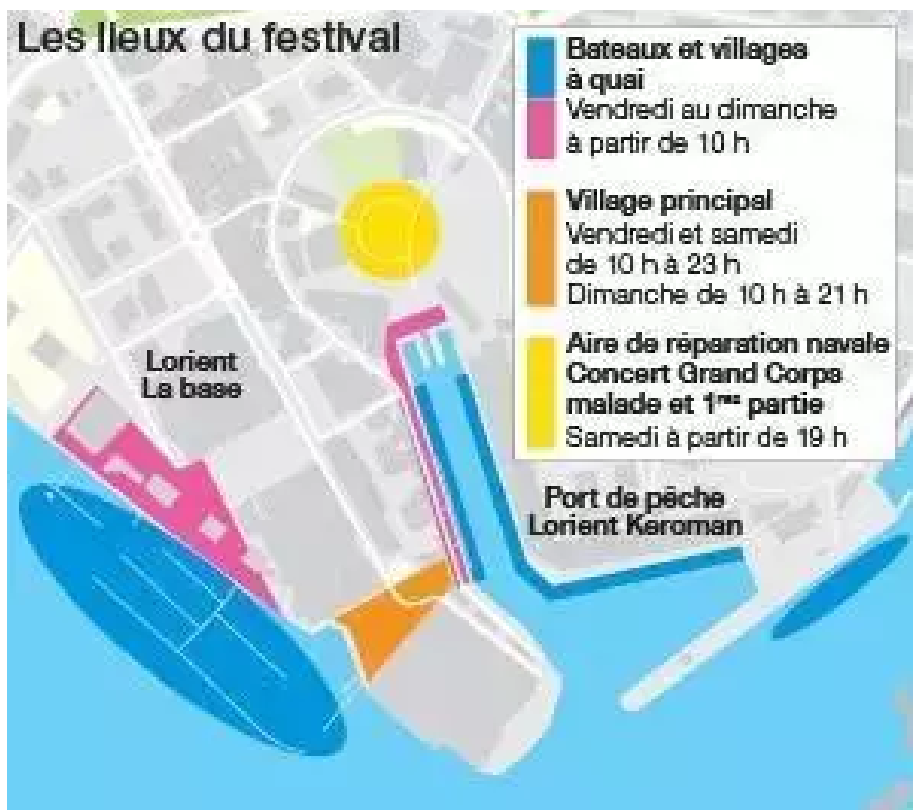 Les lieux du festival
Bateaux et villages
à quai
Vendredi au dimanche
à partir de 10 h
Village principal
Vendredi et samedi
de 10 h à 23 h
Dimanche de 10 h à 21 h
Aire de réparation navale
Concert Grand Corps
malade et 1res partie
Samedi à partir de 19 h
Lorient
La base
Port de pêche
Lorient Keroman